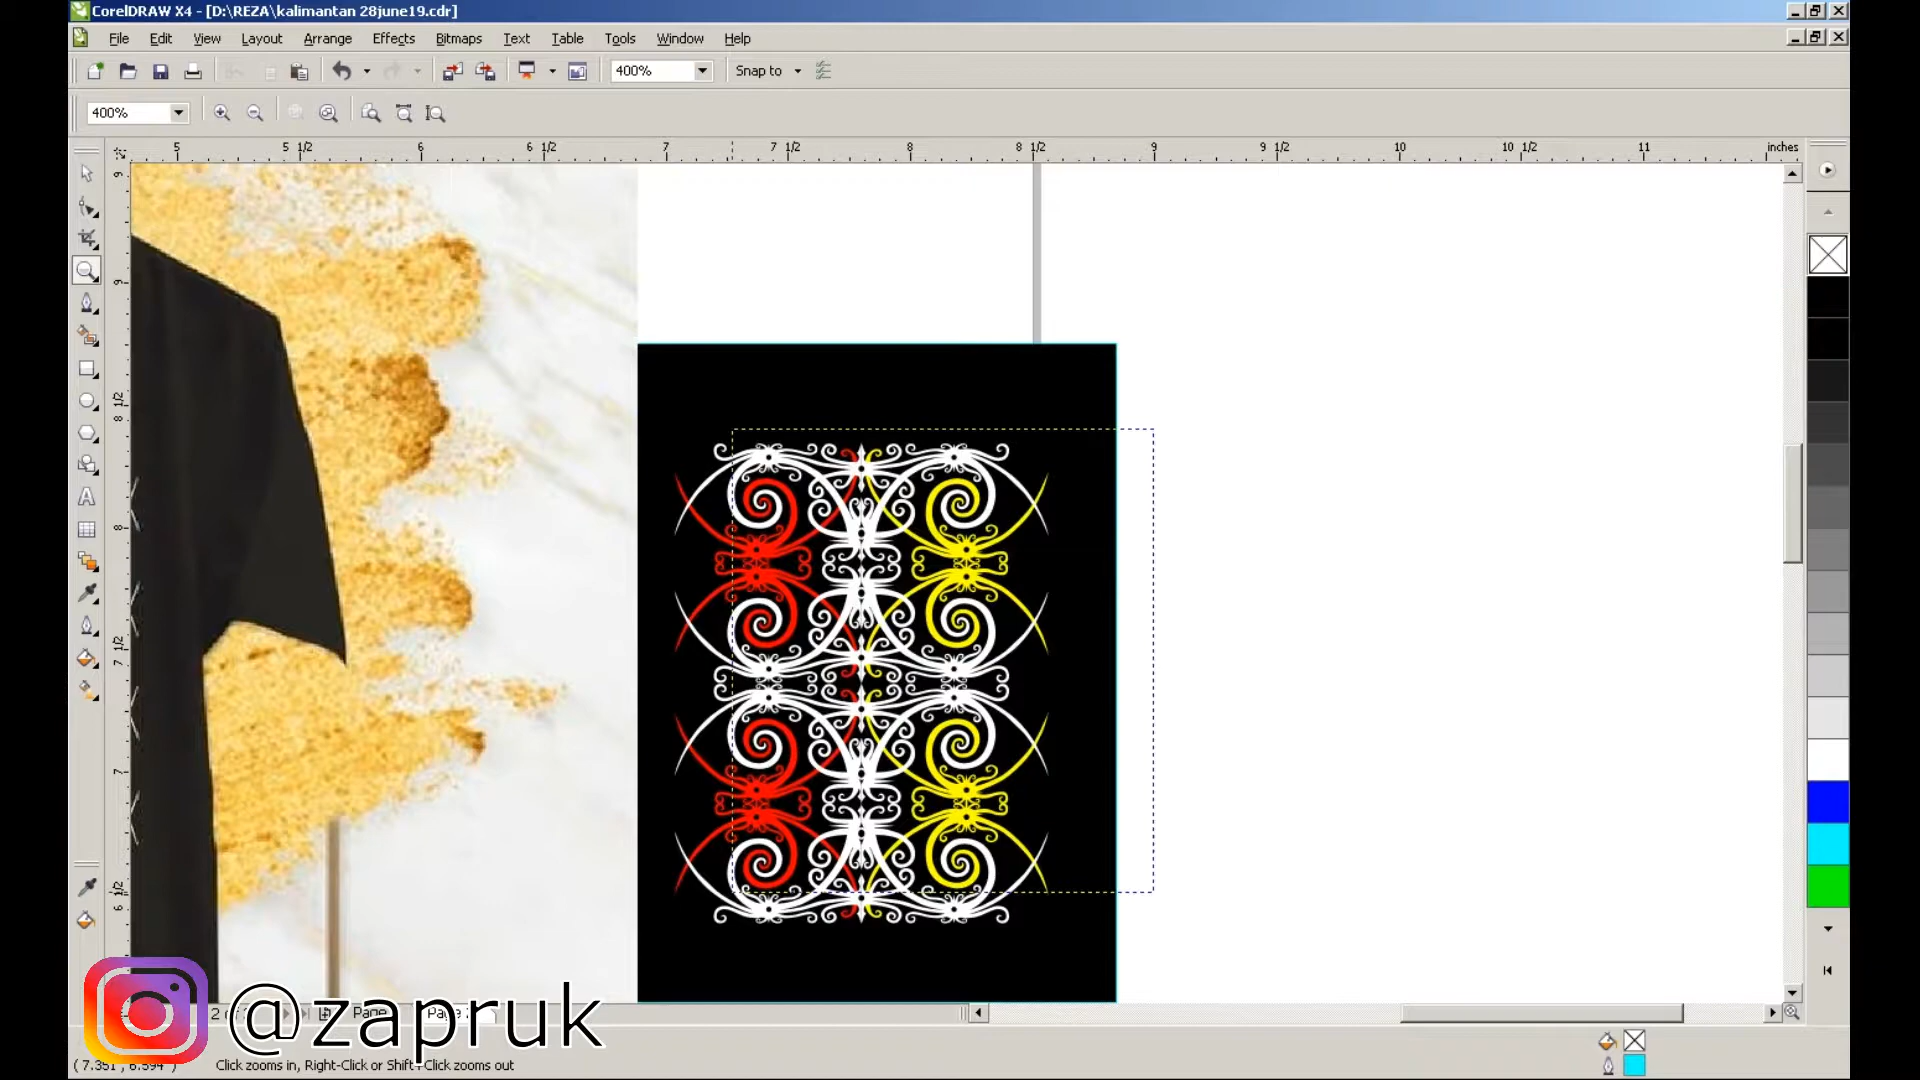 CorelDRAW X4 - [D:\REZA\kalimantan 28june19.cdr]
File Edit View Layout Arrange Effects Bitmaps Text Table Tools Window Help
400% Snap to
400%
5 5 1/2 6 6 1/2 7 7 1/2 8 8 1/2 9 9 1/2 10 10 1/2 11 inches
@zapruk
Click zooms in, Right-Click or Shift+Click zooms out